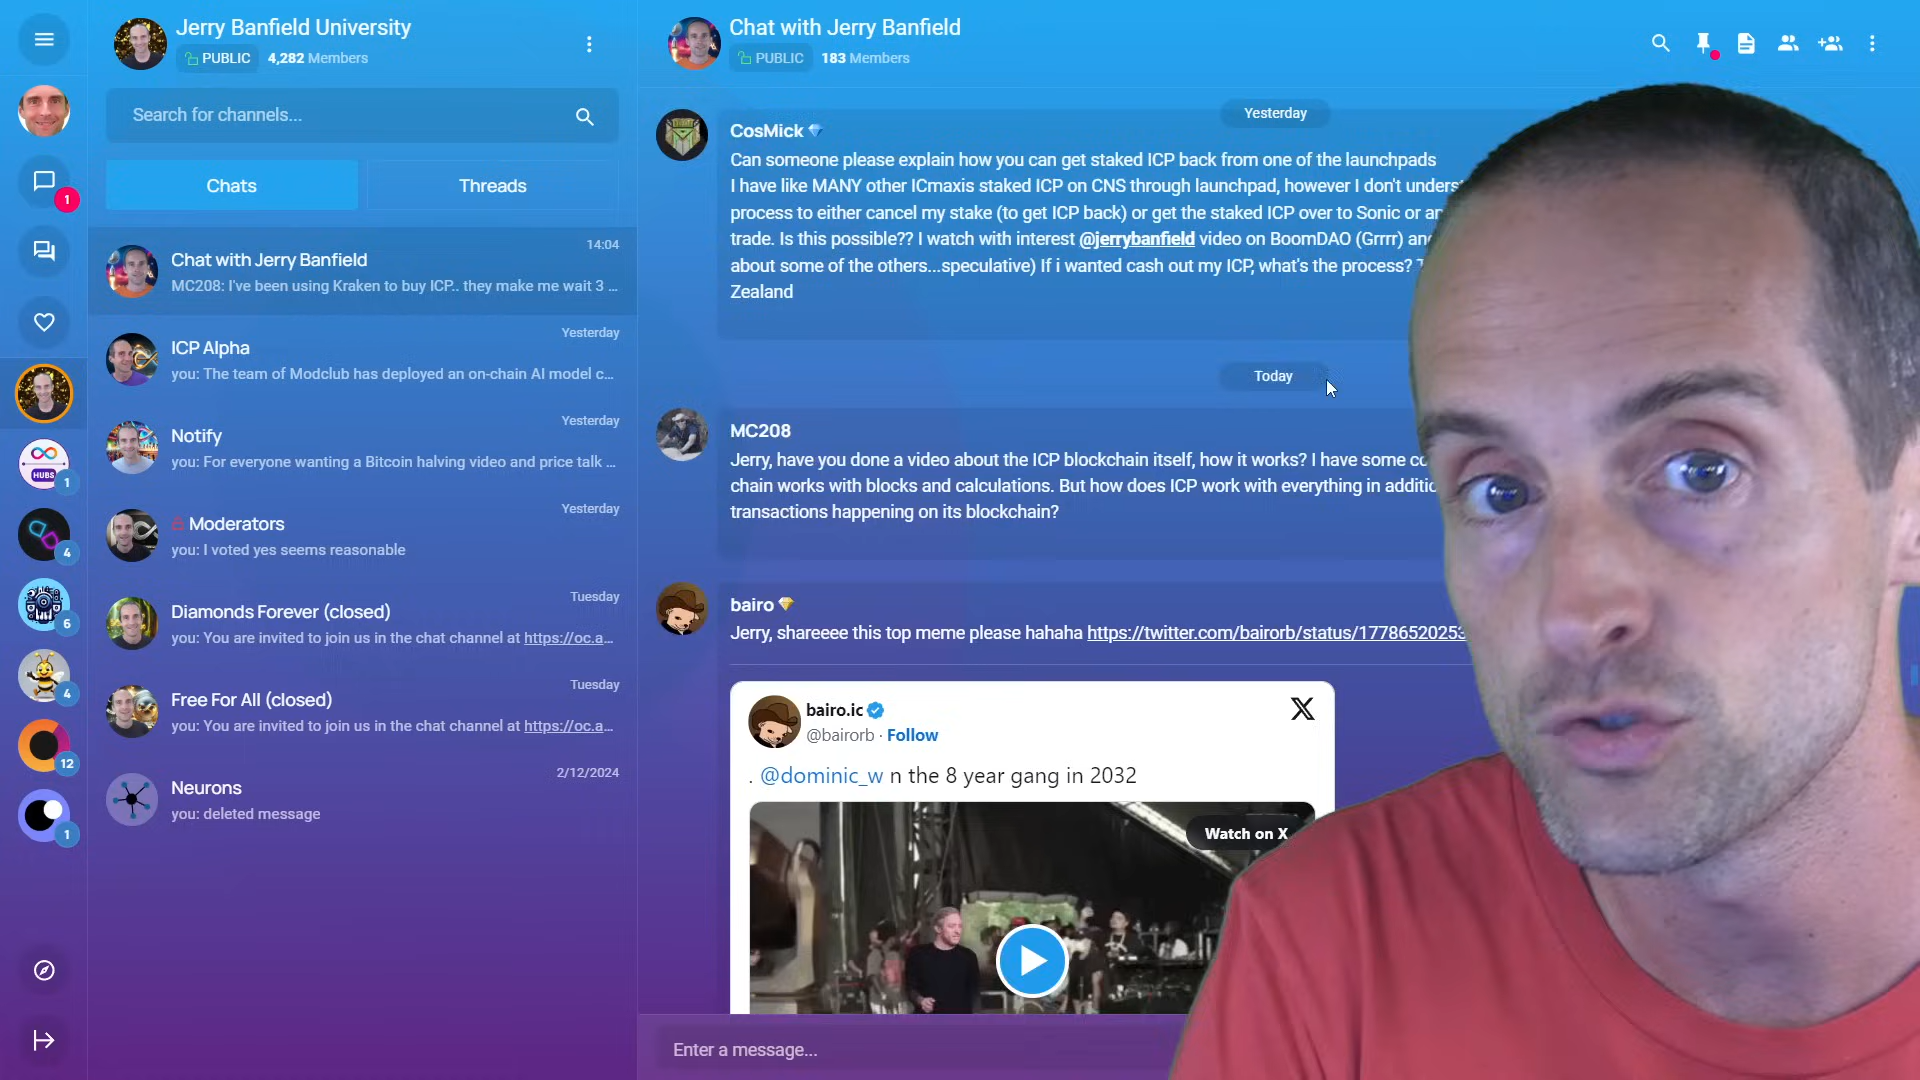 Jerry Banfield University
PUBLIC 4,282 Members
Search for channels...
Chats
Threads
Chat with Jerry Banfield
14:04
MC208: I've been using Kraken to buy ICP.. they make me wait 3 ...
ICP Alpha
Yesterday
you: The team of Modclub has deployed an on-chain AI model c...
Notify
Yesterday
you: For everyone wanting a Bitcoin halving video and price talk ...
Moderators
Yesterday
you: I voted yes seems reasonable
Diamonds Forever (closed)
Tuesday
you: You are invited to join us in the chat channel at https://oc.a...
Free For All (closed)
Tuesday
you: You are invited to join us in the chat channel at https://oc.a...
Neurons
2/12/2024
you: deleted message
1
HUBS
1
4
6
4
12
1
Chat with Jerry Banfield
PUBLIC 183 Members
Yesterday
CosMick
Can someone please explain how you can get staked ICP back from one of the launchpads
I have like MANY other ICmaxis staked ICP on CNS through launchpad, however I don't
process to either cancel my stake (to get ICP back) or get the staked ICP over to Sonic or
trade. Is this possible?? I watch with interest @jerrybanfield video on BoomDAO (Grrrr)
about some of the others...speculative) If i wanted cash out my ICP, what's the process?
Zealand
Today
MC208
Jerry, have you done a video about the ICP blockchain itself, how it works? I have some
chain works with blocks and calculations. But how does ICP work with everything in
transactions happening on its blockchain?
bairo
Jerry, shareeee this top meme please hahaha https://twitter.com/bairorb/status/1778652025
bairo.ic
@bairorb · Follow
. @dominic_w n the 8 year gang in 2032
Watch on X
Enter a message...